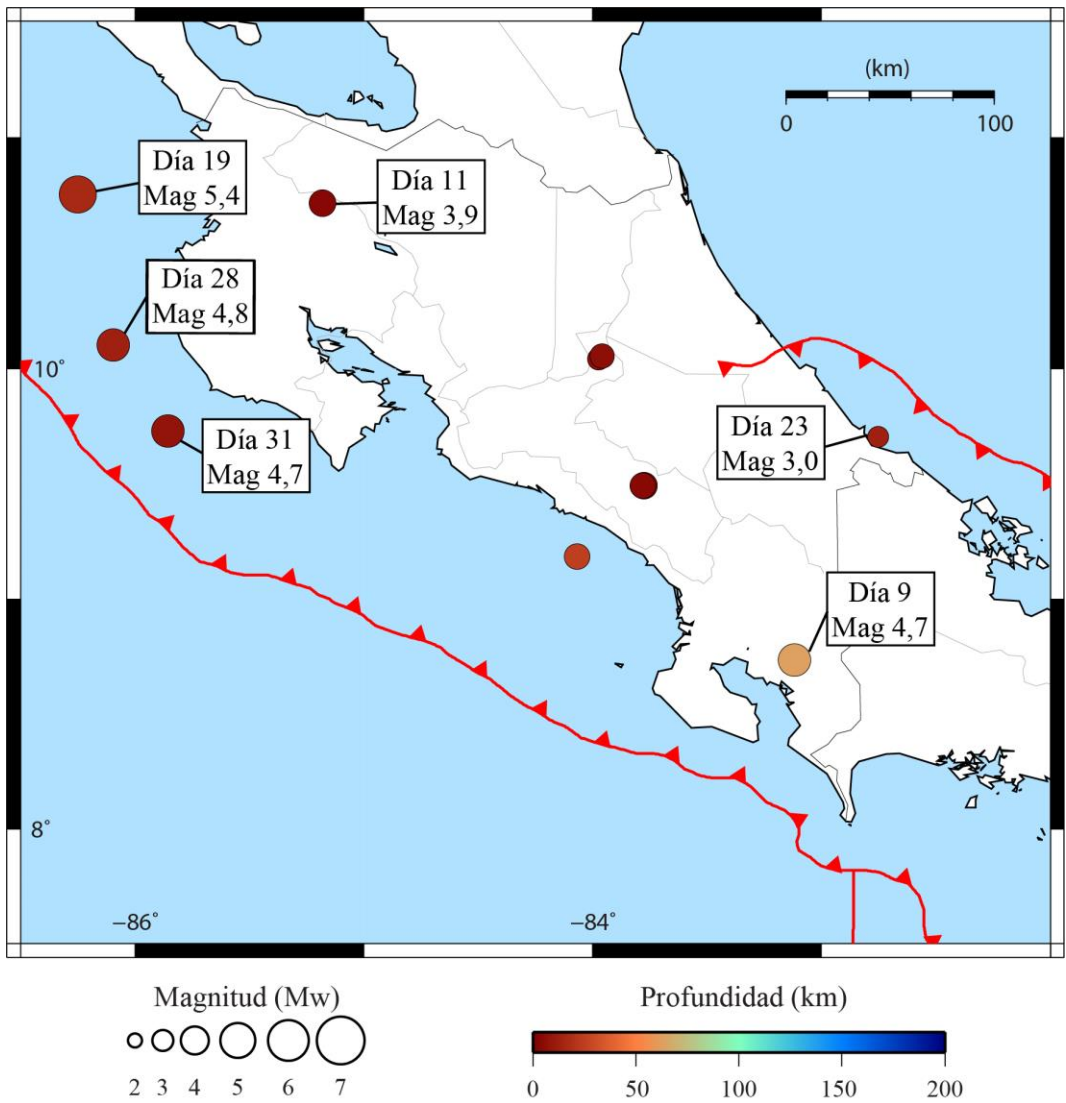 (km)
0 100
Día 19
Mag 5,4
Día 11
Mag 3,9
Día 28
Mag 4,8
10°
Día 31
Mag 4,7
Día 23
Mag 3,0
Día 9
Mag 4,7
8°
−86° −84°
Magnitud (Mw)
2 3 4 5 6 7
Profundidad (km)
0 50 100 150 200